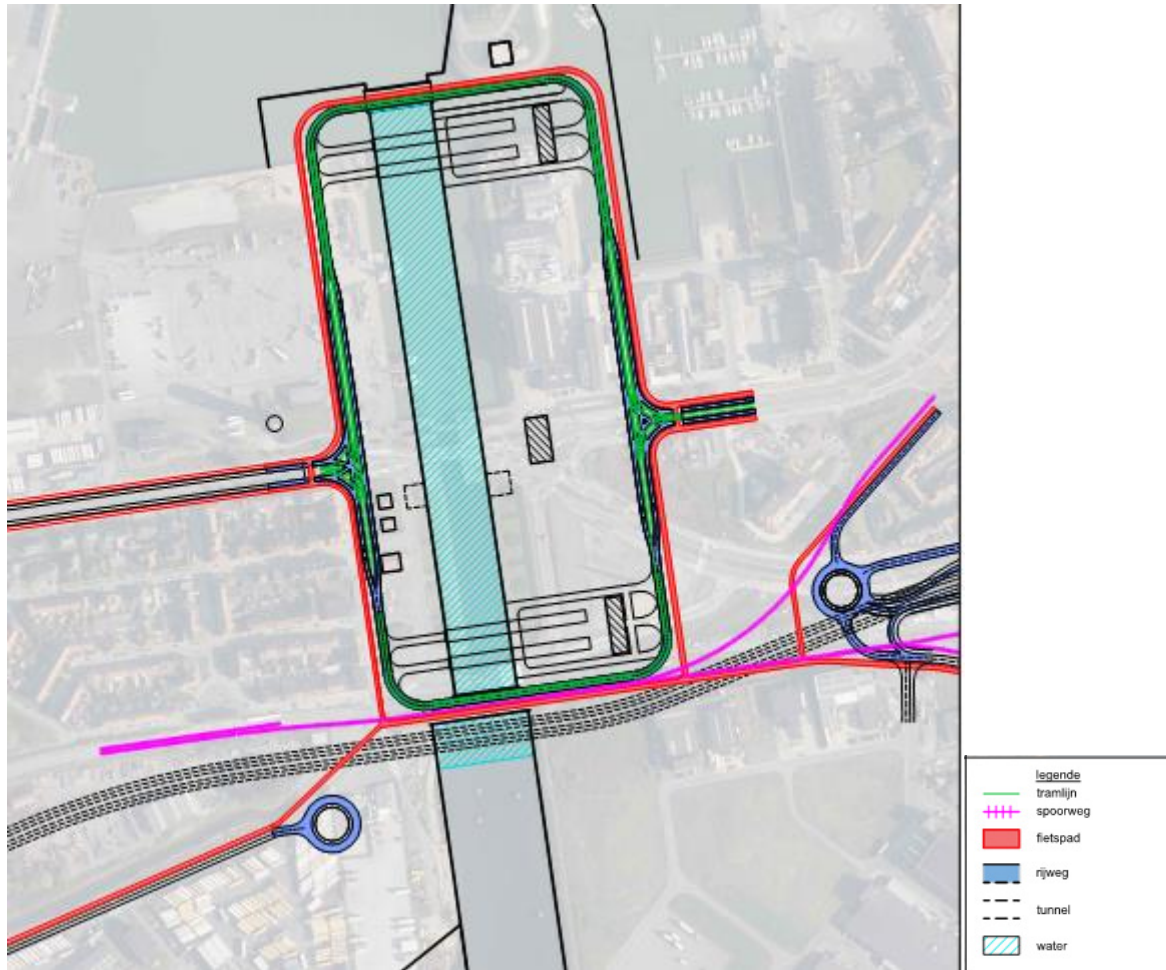 legende
tramlijn
spoorweg
fietspad
rijweg
tunnel
water